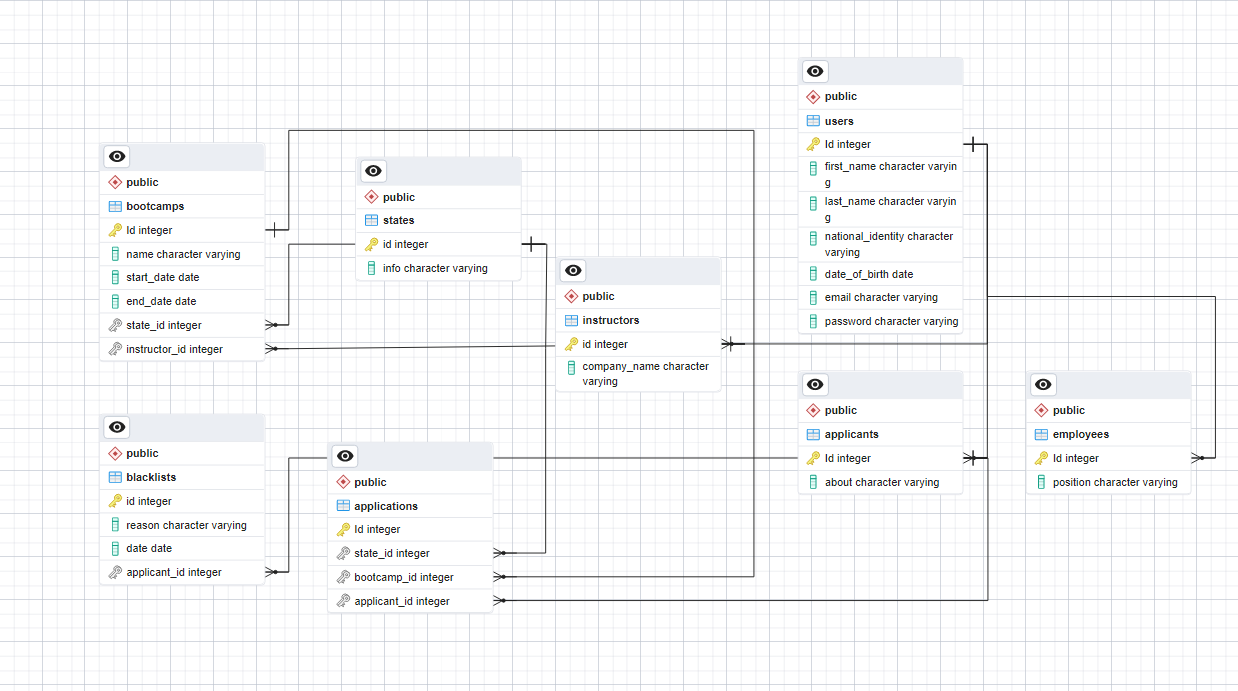 public
bootcamps
Id integer
name character varying
start_date date
end_date date
state_id integer
instructor_id integer
public
states
id integer
info character varying
public
instructors
id integer
company_name character
varying
public
users
Id integer
first_name character varyin
g
last_name character varyin
g
national_identity character
varying
date_of_birth date
email character varying
password character varying
public
blacklists
id integer
reason character varying
date date
applicant_id integer
public
applications
Id integer
state_id integer
bootcamp_id integer
applicant_id integer
public
applicants
Id integer
about character varying
public
employees
Id integer
position character varying